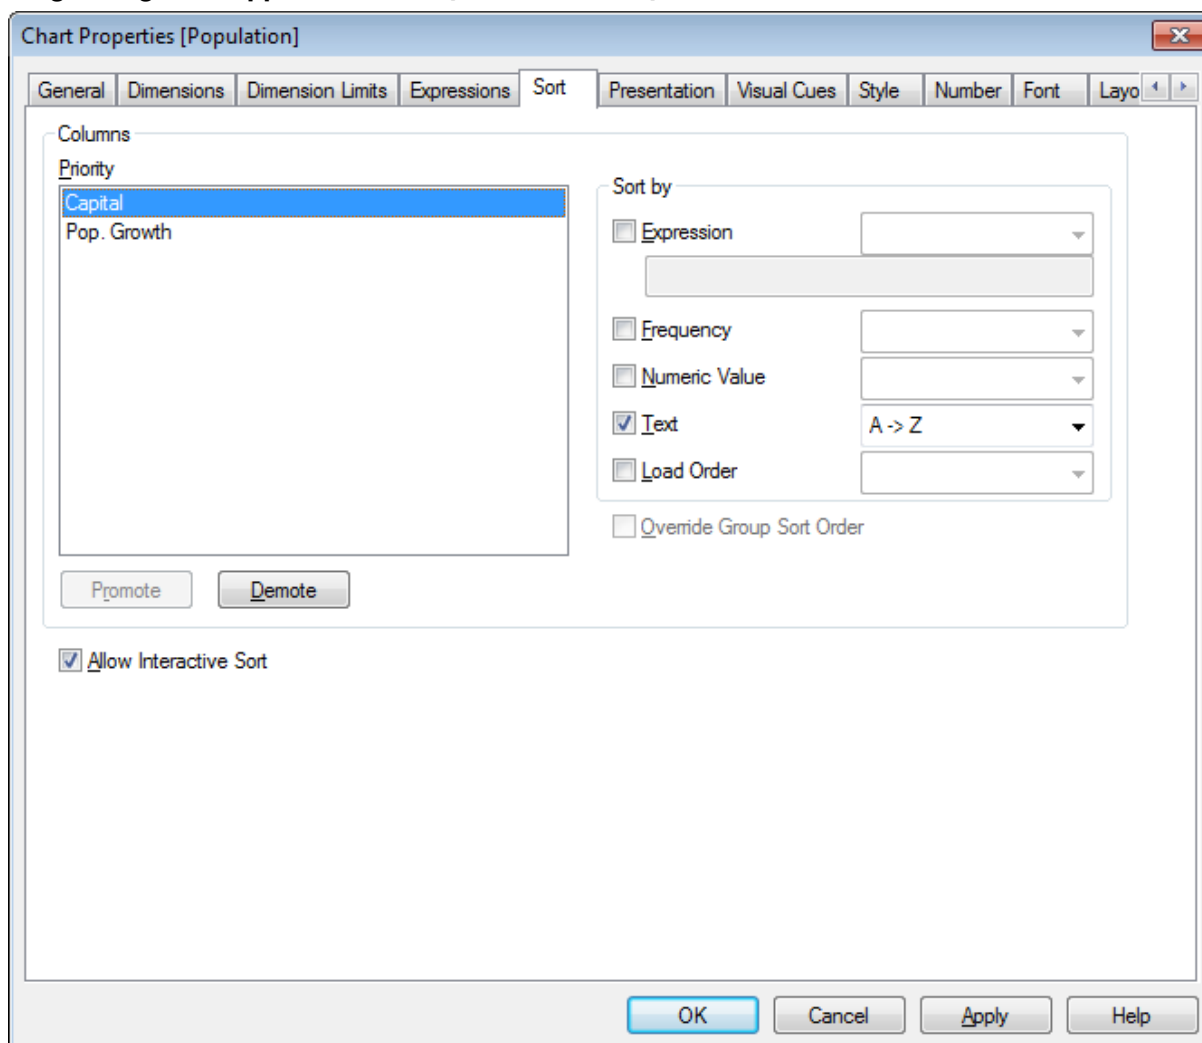 Chart Properties [Population]
General Dimensions Dimension Limits Expressions Sort Presentation Visual Cues Style Number Font Layo
Columns
Priority
Capital
Pop. Growth
Sort by
Expression
Frequency
Numeric Value
Text A -> Z
Load Order
Override Group Sort Order
Promote Demote
Allow Interactive Sort
OK Cancel Apply Help